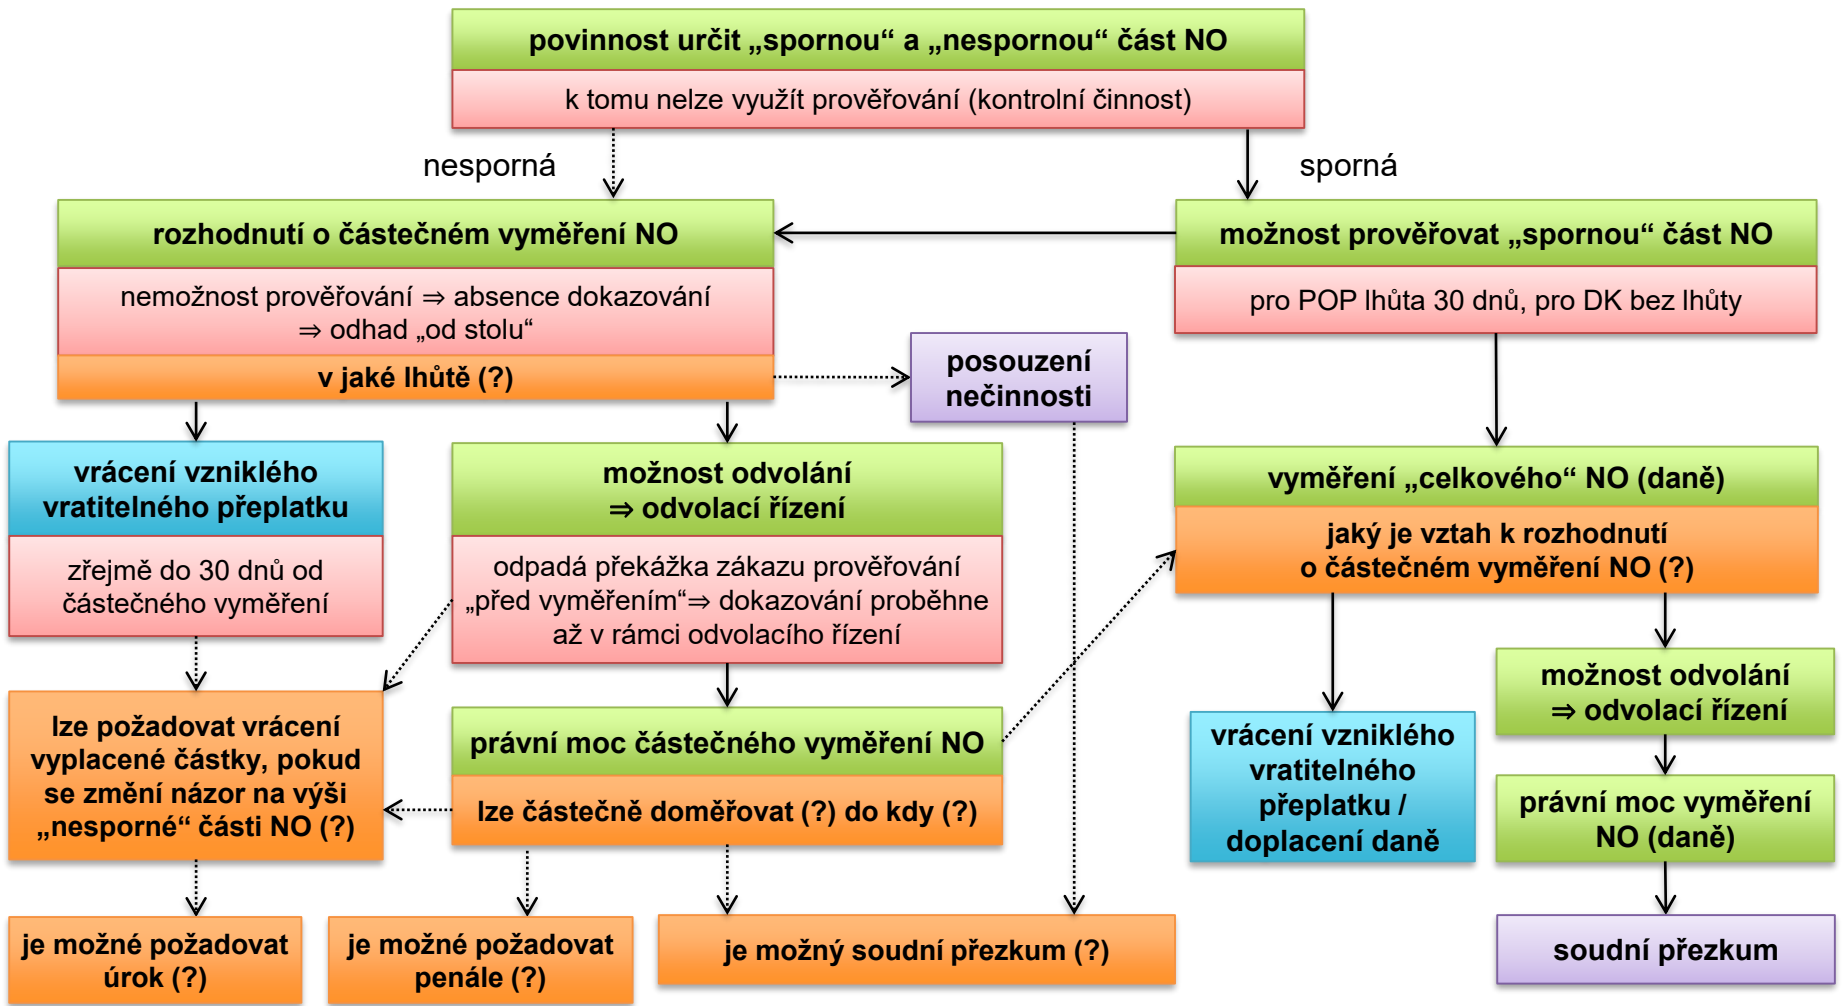 povinnost určit „spornou“ a „nespornou“ část NO
k tomu nelze využít prověřování (kontrolní činnost)
nesporná
sporná
rozhodnutí o částečném vyměření NO
nemožnost prověřování ⇒ absence dokazování
⇒ odhad „od stolu“
v jaké lhůtě (?)
možnost prověřovat „spornou“ část NO
pro POP lhůta 30 dnů, pro DK bez lhůty
posouzení
nečinnosti
vrácení vzniklého
vratitelného přeplatku
zřejmě do 30 dnů od
částečného vyměření
možnost odvolání
⇒ odvolací řízení
odpadá překážka zákazu prověřování
„před vyměřením“⇒ dokazování proběhne
až v rámci odvolacího řízení
vyměření „celkového“ NO (daně)
jaký je vztah k rozhodnutí
o částečném vyměření NO (?)
lze požadovat vrácení
vyplacené částky, pokud
se změní názor na výši
„nesporné“ části NO (?)
právní moc částečného vyměření NO
lze částečně doměřovat (?) do kdy (?)
vrácení vzniklého
vratitelného
přeplatku /
doplacení daně
možnost odvolání
⇒ odvolací řízení
právní moc vyměření
NO (daně)
je možné požadovat
úrok (?)
je možné požadovat
penále (?)
je možný soudní přezkum (?)
soudní přezkum